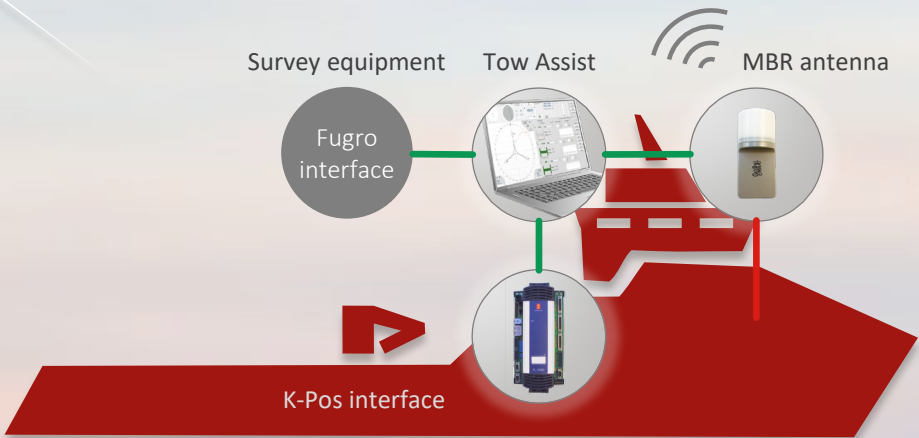 Survey equipment
Tow Assist
MBR antenna
Fugro
interface
K-Pos interface